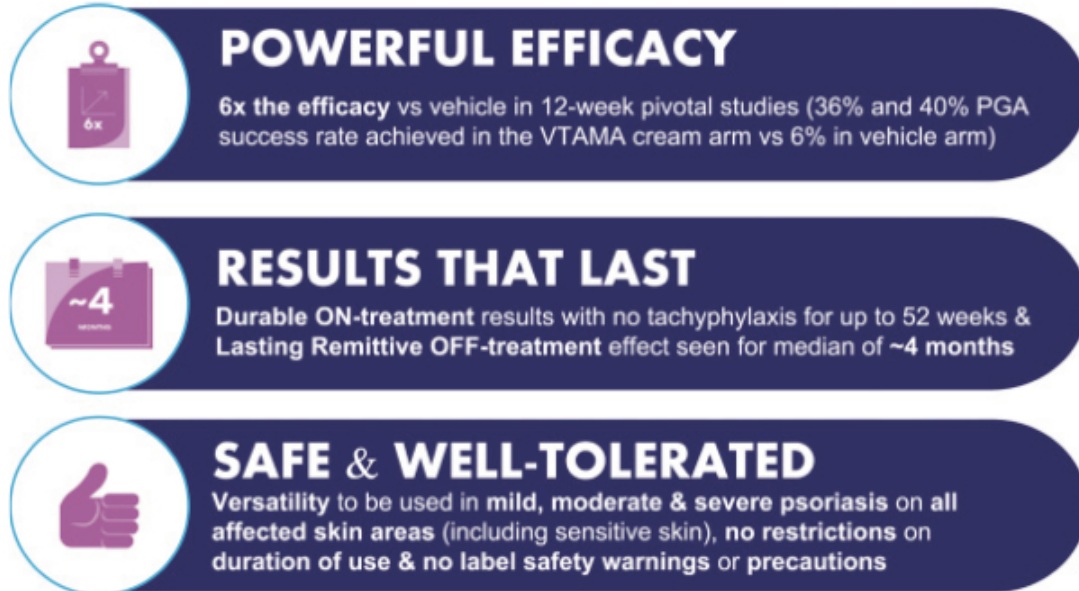 6x
POWERFUL EFFICACY
6x the efficacy vs vehicle in 12-week pivotal studies (36% and 40% PGA
success rate achieved in the VTAMA cream arm vs 6% in vehicle arm)
~4
MONTHS
RESULTS THAT LAST
Durable ON-treatment results with no tachyphylaxis for up to 52 weeks &
Lasting Remittive OFF-treatment effect seen for median of ~4 months
SAFE & WELL-TOLERATED
Versatility to be used in mild, moderate & severe psoriasis on all
affected skin areas (including sensitive skin), no restrictions on
duration of use & no label safety warnings or precautions